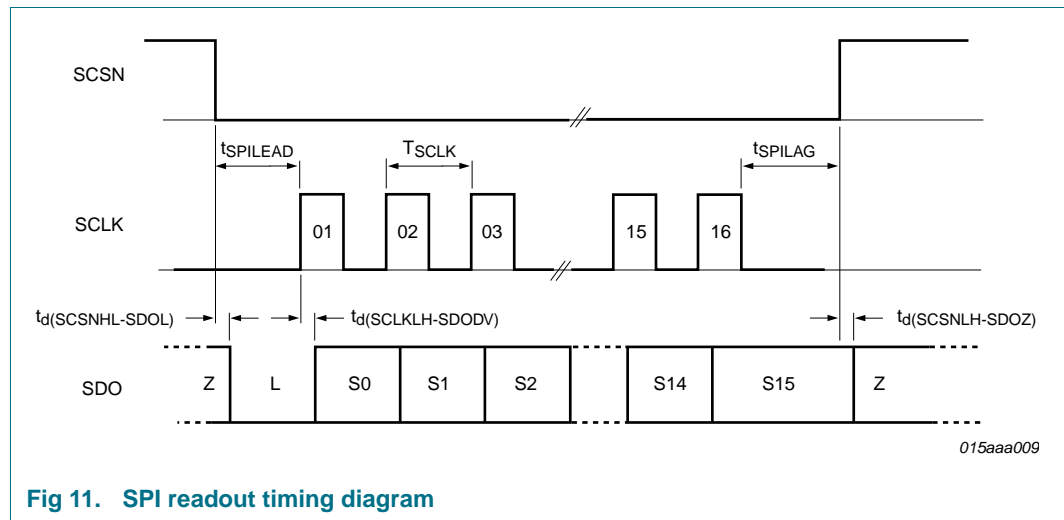 SCSN
tSPILEAD TSCLK tSPILAG
SCLK
01 02 03 15 16
td(SCSNHL-SDOL) td(SCLKLH-SDODV) td(SCSNLH-SDOZ)
SDO
Z L S0 S1 S2 S14 S15 Z
015aaa009
Fig 11. SPI readout timing diagram